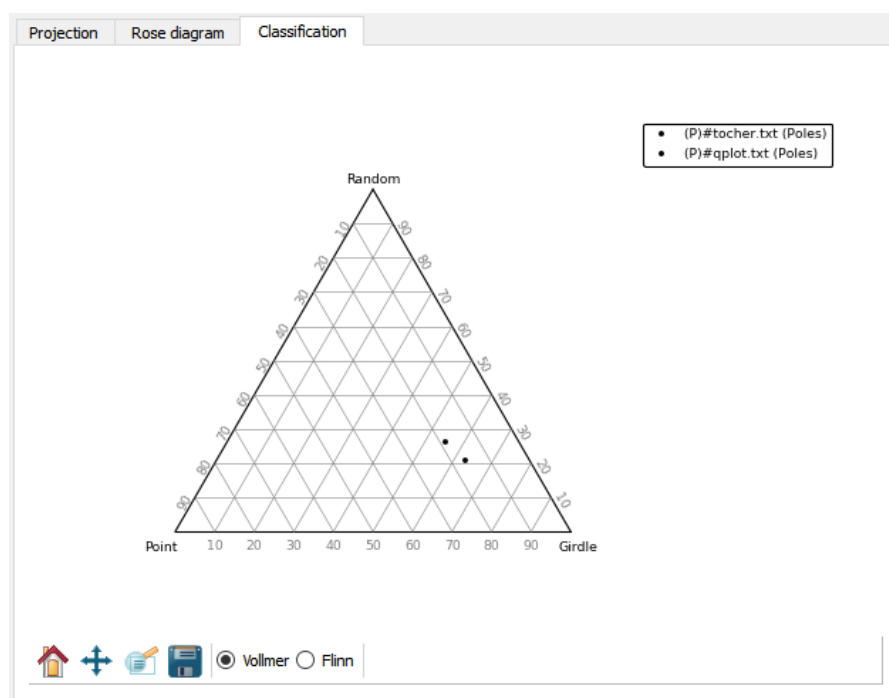 Projection Rose diagram Classification
(P)#tocher.txt (Poles)
(P)#qplot.txt (Poles)
Random
10 90
20 80
30 70
40 60
50 50
60 40
70 30
80 20
90 10
Point 10 20 30 40 50 60 70 80 90 Girdle
Vollmer Flinn